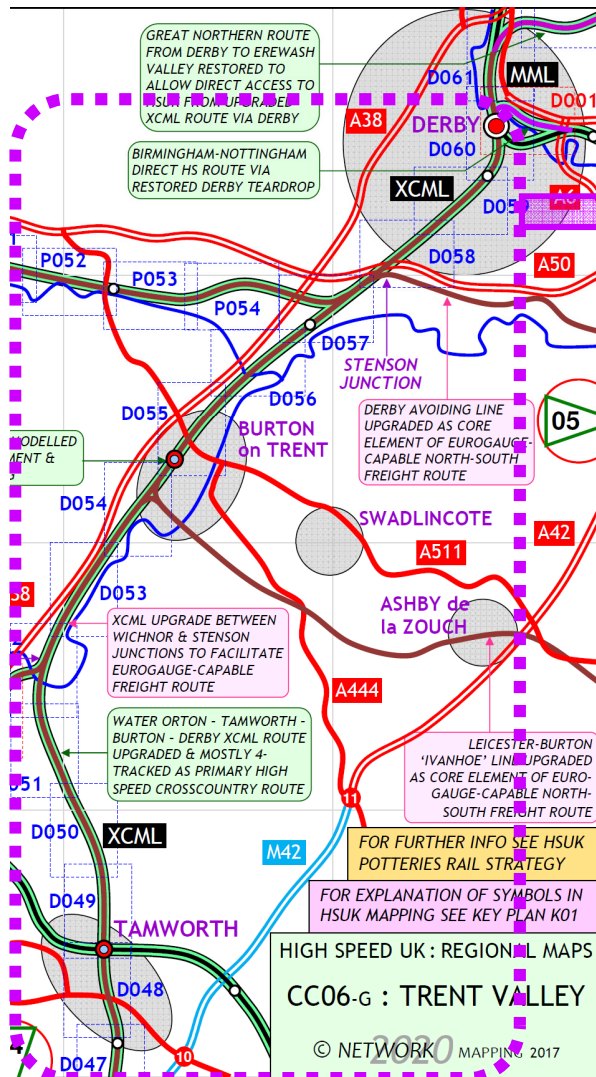 GREAT NORTHERN ROUTE
FROM DERBY TO EREWASH
VALLEY RESTORED TO
ALLOW DIRECT ACCESS TO
HSUK FROM UPGRADED
XCML ROUTE VIA DERBY
D061
MML
D001
A38
DERBY
D060
BIRMINGHAM-NOTTINGHAM
DIRECT HS ROUTE VIA
RESTORED DERBY TEARDROP
XCML
D059
A6
P052
P053
D058
A50
P054
D057
STENSON
JUNCTION
D056
D055
BURTON
on TRENT
DERBY AVOIDING LINE
UPGRADED AS CORE
ELEMENT OF EUROGAUGE-
CAPABLE NORTH-SOUTH
FREIGHT ROUTE
05
ODELLED
MENT &
D054
SWADLINCOTE
A42
A511
D053
ASHBY de
la ZOUCH
XCML UPGRADE BETWEEN
WICHNOR & STENSON
JUNCTIONS TO FACILITATE
EUROGAUGE-CAPABLE
FREIGHT ROUTE
A444
WATER ORTON - TAMWORTH -
BURTON - DERBY XCML ROUTE
UPGRADED & MOSTLY 4-
TRACKED AS PRIMARY HIGH
SPEED CROSSCOUNTRY ROUTE
LEICESTER-BURTON
'IVANHOE' LINE UPGRADED
AS CORE ELEMENT OF EURO-
GAUGE-CAPABLE NORTH-
SOUTH FREIGHT ROUTE
051
11
D050
XCML
M42
FOR FURTHER INFO SEE HSUK
POTTERIES RAIL STRATEGY
D049
FOR EXPLANATION OF SYMBOLS IN
HSUK MAPPING SEE KEY PLAN K01
TAMWORTH
HIGH SPEED UK : REGIONAL MAPS
D048
CC06-G : TRENT VALLEY
10
D047
© NETWORK 2020 MAPPING 2017